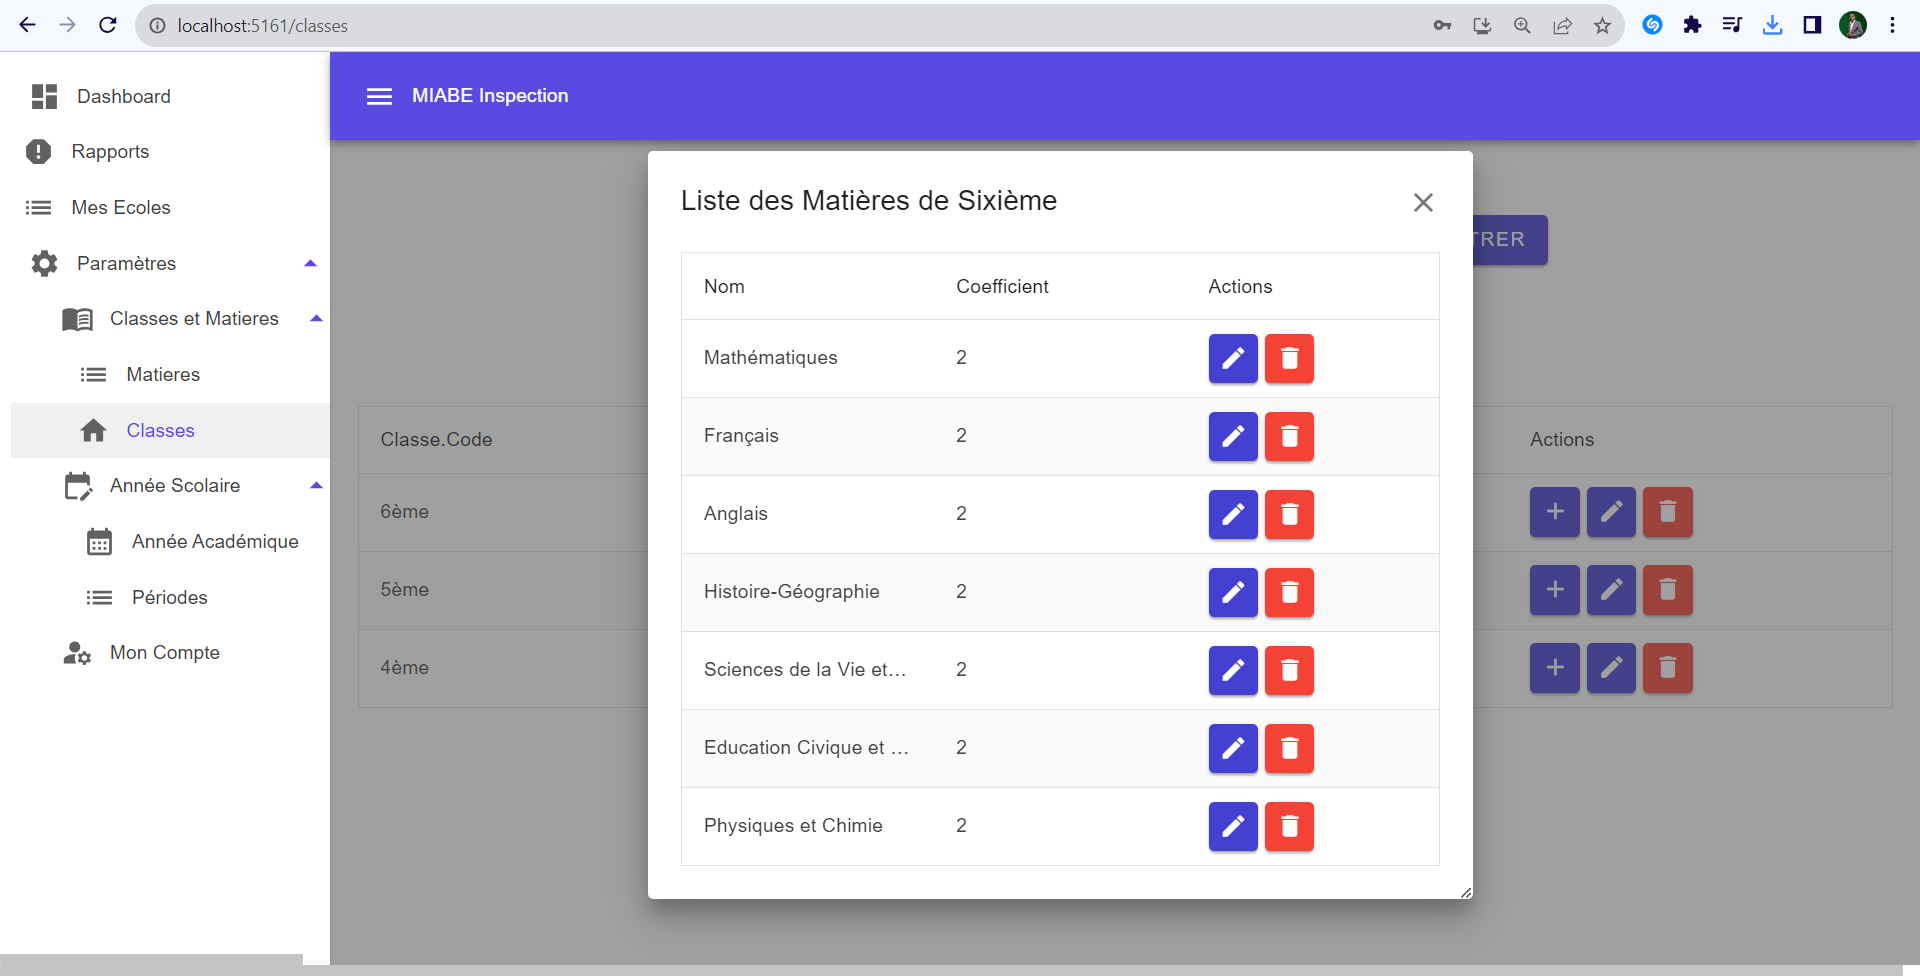 localhost:5161/classes
Dashboard
Rapports
Mes Ecoles
Paramètres
Classes et Matieres
Matieres
Classes
Année Scolaire
Année Académique
Périodes
Mon Compte
MIABE Inspection
TRER
Classe.Code
Actions
6ème
5ème
4ème
Liste des Matières de Sixième
Nom Coefficient Actions
Mathématiques 2
Français 2
Anglais 2
Histoire-Géographie 2
Sciences de la Vie et... 2
Education Civique et ... 2
Physiques et Chimie 2